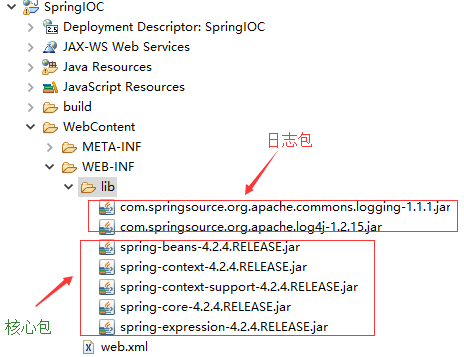 SpringIOC
Deployment Descriptor: SpringIOC
JAX-WS Web Services
Java Resources
JavaScript Resources
build
WebContent
日志包
META-INF
WEB-INF
lib
com.springsource.org.apache.commons.logging-1.1.1.jar
com.springsource.org.apache.log4j-1.2.15.jar
spring-beans-4.2.4.RELEASE.jar
spring-context-4.2.4.RELEASE.jar
spring-context-support-4.2.4.RELEASE.jar
spring-core-4.2.4.RELEASE.jar
核心包
spring-expression-4.2.4.RELEASE.jar
web.xml